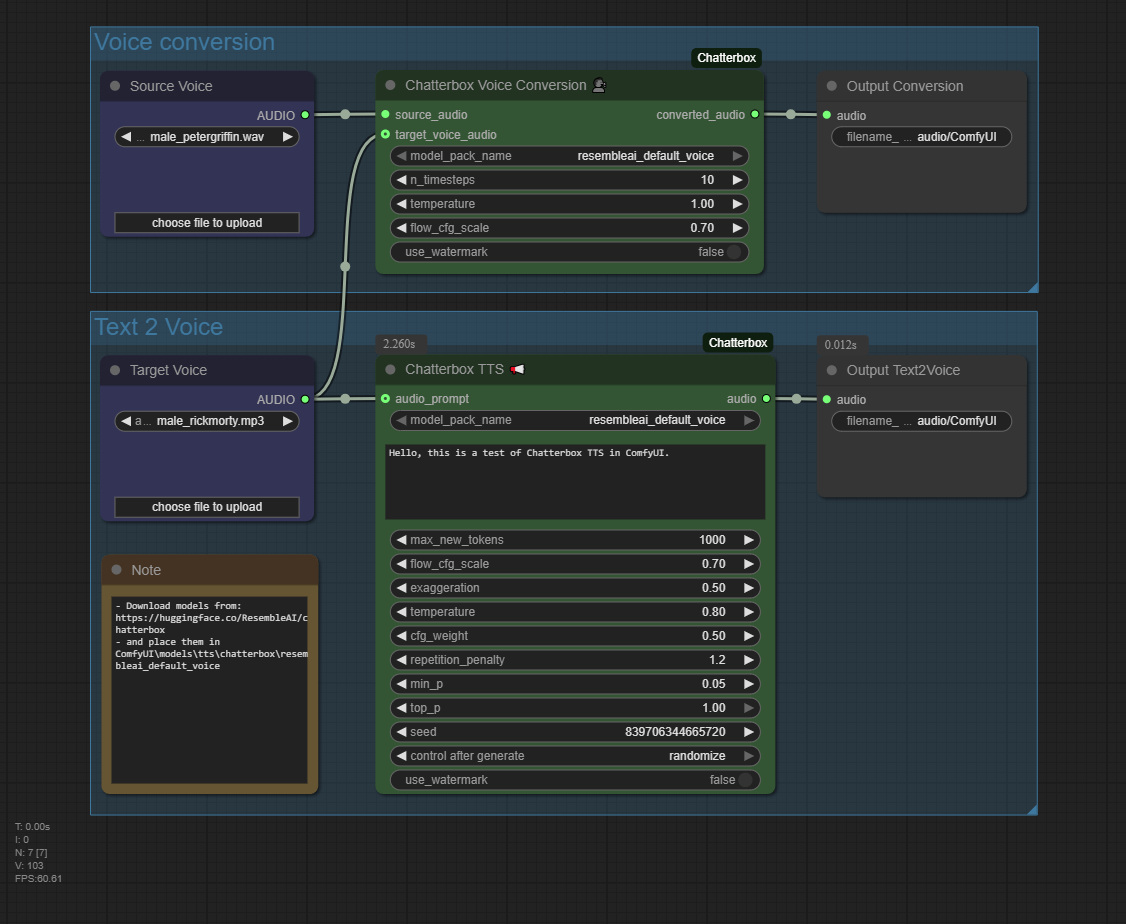 Voice conversion
Chatterbox
Source Voice
AUDIO
... male_petergriffin.wav
choose file to upload
Chatterbox Voice Conversion
source_audio
converted_audio
target_voice_audio
model_pack_name resembleai_default_voice
n_timesteps 10
temperature 1.00
flow_cfg_scale 0.70
use_watermark false
Output Conversion
audio
filename_ ... audio/ComfyUI
Text 2 Voice
Target Voice
AUDIO
a... male_rickmorty.mp3
choose file to upload
2.260s
Chatterbox
Chatterbox TTS
audio_prompt
audio
model_pack_name resembleai_default_voice
Hello, this is a test of Chatterbox TTS in ComfyUI.
max_new_tokens 1000
flow_cfg_scale 0.70
exaggeration 0.50
temperature 0.80
cfg_weight 0.50
repetition_penalty 1.2
min_p 0.05
top_p 1.00
seed 839706344665720
control after generate randomize
use_watermark false
0.012s
Output Text2Voice
audio
filename_ ... audio/ComfyUI
Note
- Download models from:
https://huggingface.co/ResembleAI/c
hatterbox
- and place them in
ComfyUI\models\tts\chatterbox\resem
bleai_default_voice
T: 0.00s
I: 0
N: 7 [7]
V: 103
FPS:60.61